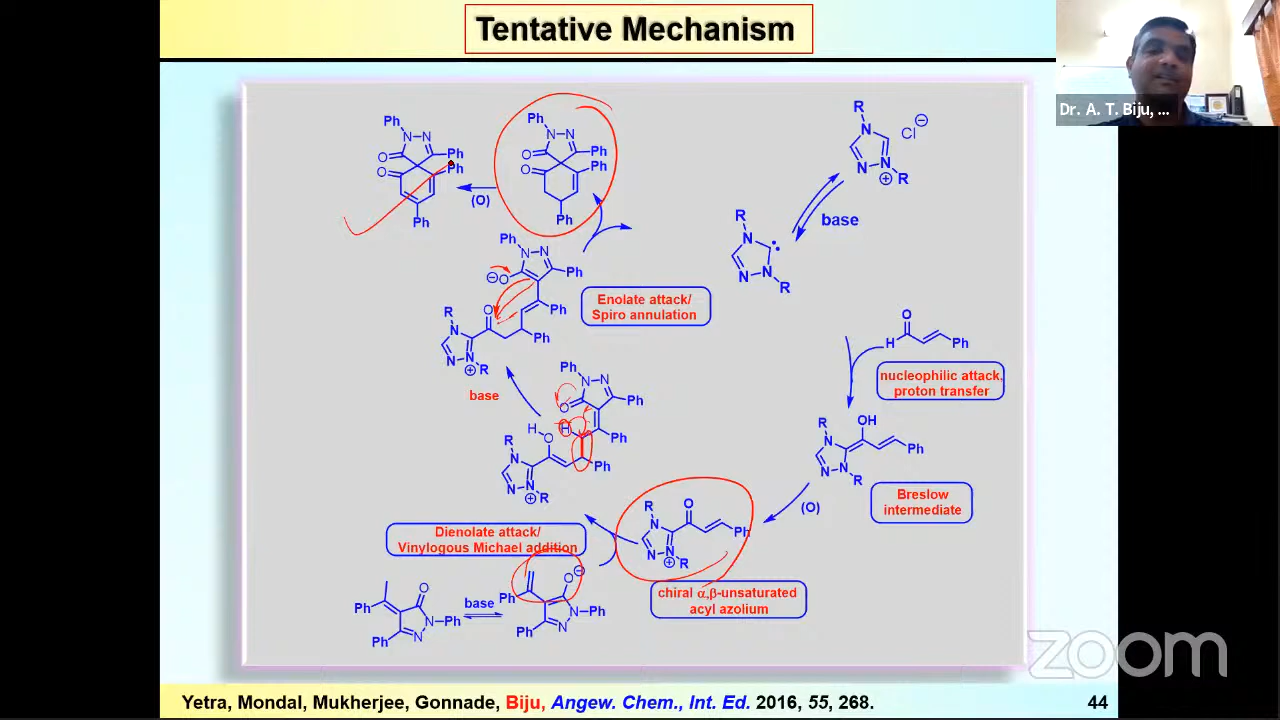 Tentative Mechanism
Dr. A. T. Biju, ...
Ph
N
N
O
Ph
O
Ph
Ph
(O)
Ph
N
N
O
Ph
O
Ph
Ph
R
N
Cl
⊖
N
N
⊕
R
base
R
N
N
N
R
Ph
N
N
⊖O
Ph
O
Ph
R
N
Ph
N
N
⊕
R
Enolate attack/
Spiro annulation
O
H
Ph
nucleophilic attack,
proton transfer
base
Ph
N
N
O
Ph
H
O
H
Ph
R
N
Ph
N
N
⊕
R
R
OH
N
Ph
N
N
R
Breslow
intermediate
(O)
R
O
N
Ph
N
N
⊕
R
chiral α,β-unsaturated
acyl azolium
Dienolate attack/
Vinylogous Michael addition
Ph
O
N
Ph
Ph
N
base
Ph
O
⊖
N
Ph
Ph
N
zoom
Yetra, Mondal, Mukherjee, Gonnade, Biju, Angew. Chem., Int. Ed. 2016, 55, 268.
44